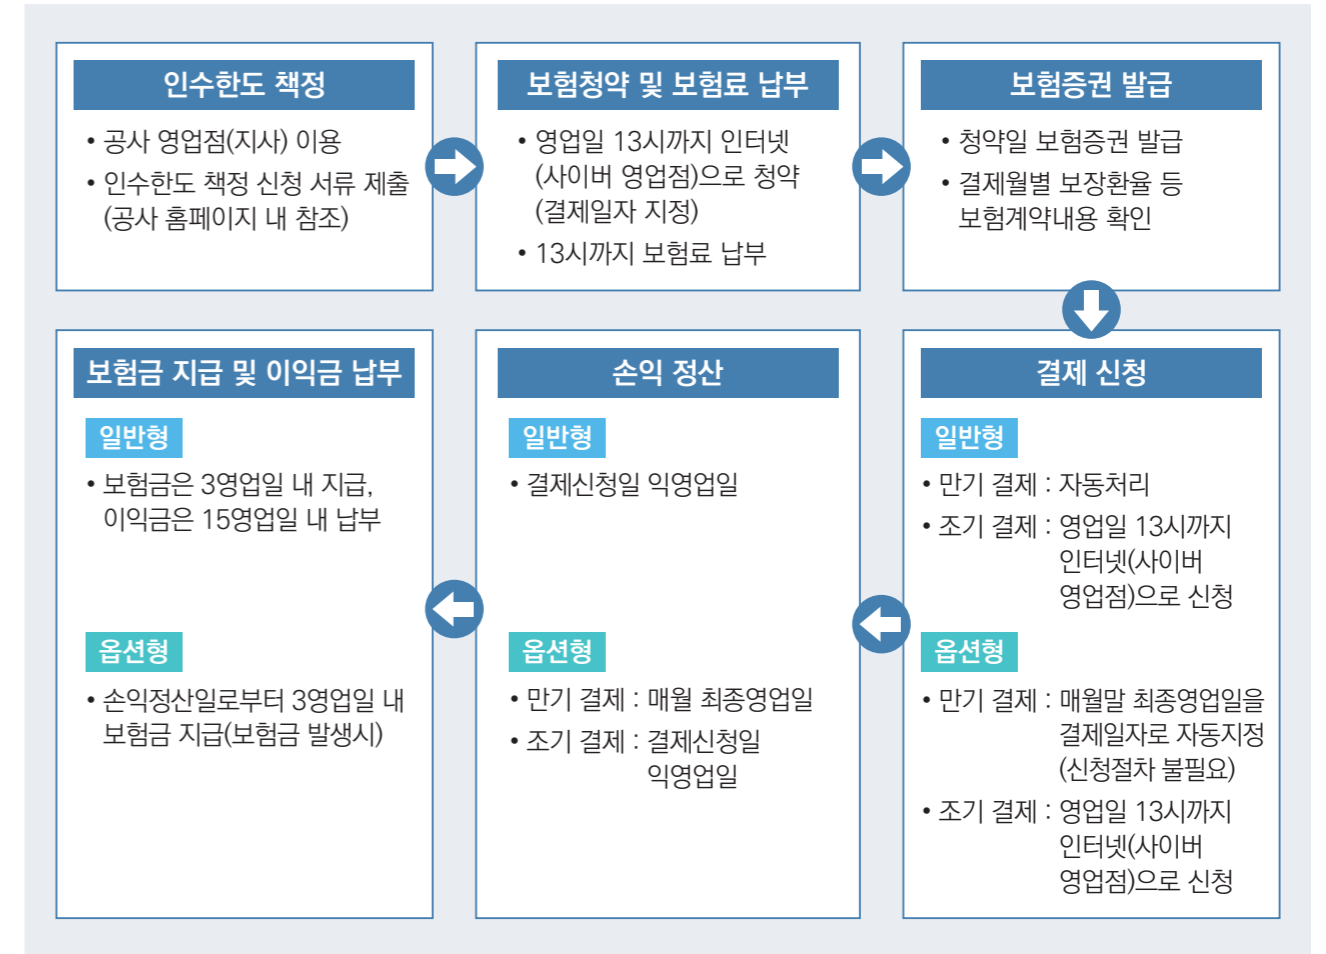 인수한도 책정
• 공사 영업점(지사) 이용
• 인수한도 책정 신청 서류 제출
(공사 홈페이지 내 참조)
보험청약 및 보험료 납부
• 영업일 13시까지 인터넷
(사이버 영업점)으로 청약
(결제일자 지정)
• 13시까지 보험료 납부
보험증권 발급
• 청약일 보험증권 발급
• 결제월별 보장환율 등
보험계약내용 확인
결제 신청
일반형
• 만기 결제 : 자동처리
• 조기 결제 : 영업일 13시까지
인터넷(사이버
영업점)으로 신청
옵션형
• 만기 결제 : 매월말 최종영업일을
결제일자로 자동지정
(신청절차 불필요)
• 조기 결제 : 영업일 13시까지
인터넷(사이버
영업점)으로 신청
손익 정산
일반형
• 결제신청일 익영업일
옵션형
• 만기 결제 : 매월 최종영업일
• 조기 결제 : 결제신청일
익영업일
보험금 지급 및 이익금 납부
일반형
• 보험금은 3영업일 내 지급,
이익금은 15영업일 내 납부
옵션형
• 손익정산일로부터 3영업일 내
보험금 지급(보험금 발생시)